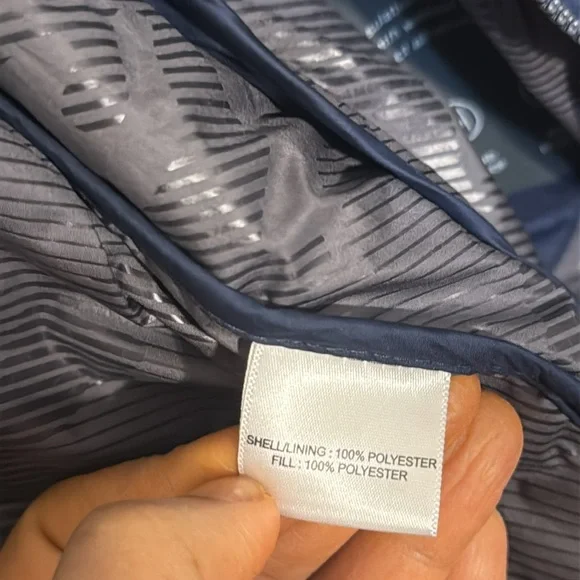 SHELL/LINING : 100% POLYESTER
FILL : 100% POLYESTER